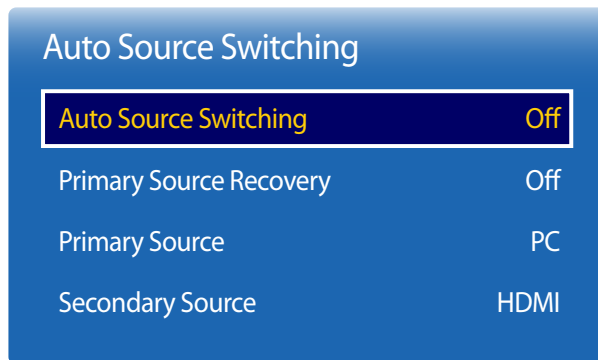 Auto Source Switching
Auto Source Switching Off
Primary Source Recovery Off
Primary Source PC
Secondary Source HDMI